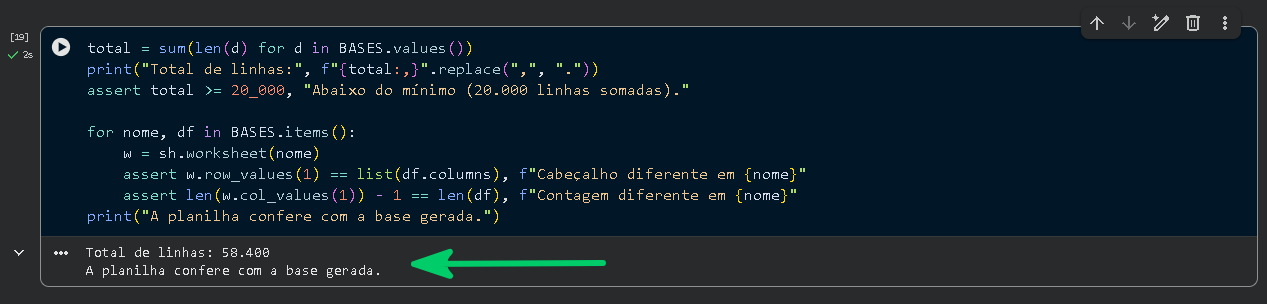 [19]
2s
total = sum(len(d) for d in BASES.values())
print("Total de linhas:", f"{total:,}".replace(",", "."))
assert total >= 20_000, "Abaixo do mínimo (20.000 linhas somadas)."
for nome, df in BASES.items():
    w = sh.worksheet(nome)
    assert w.row_values(1) == list(df.columns), f"Cabeçalho diferente em {nome}"
    assert len(w.col_values(1)) - 1 == len(df), f"Contagem diferente em {nome}"
print("A planilha confere com a base gerada.")
Total de linhas: 58.400
A planilha confere com a base gerada.